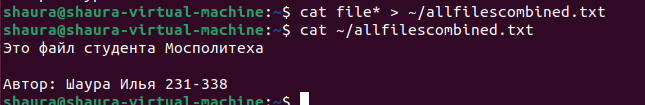 shaura@shaura-virtual-machine:~$ cat file* > ~/allfilescombined.txt
shaura@shaura-virtual-machine:~$ cat ~/allfilescombined.txt
Это файл студента Мосполитеха

Автор: Шаура Илья 231-338
shaura@shaura-virtual-machine:~$